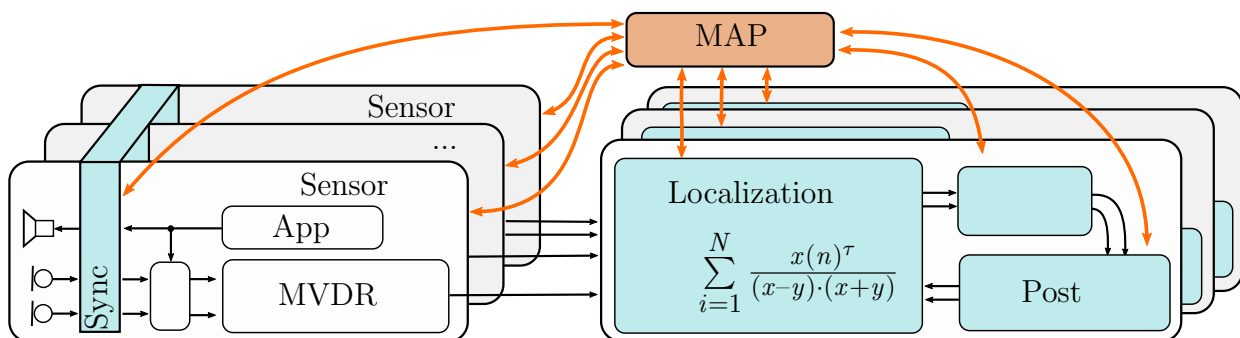 MAP
Sensor
...
Sensor
App
MVDR
Sync
Localization
\sum_{i=1}^{N} \frac{x(n)^{\tau}}{(x-y)\cdot(x+y)}
Post